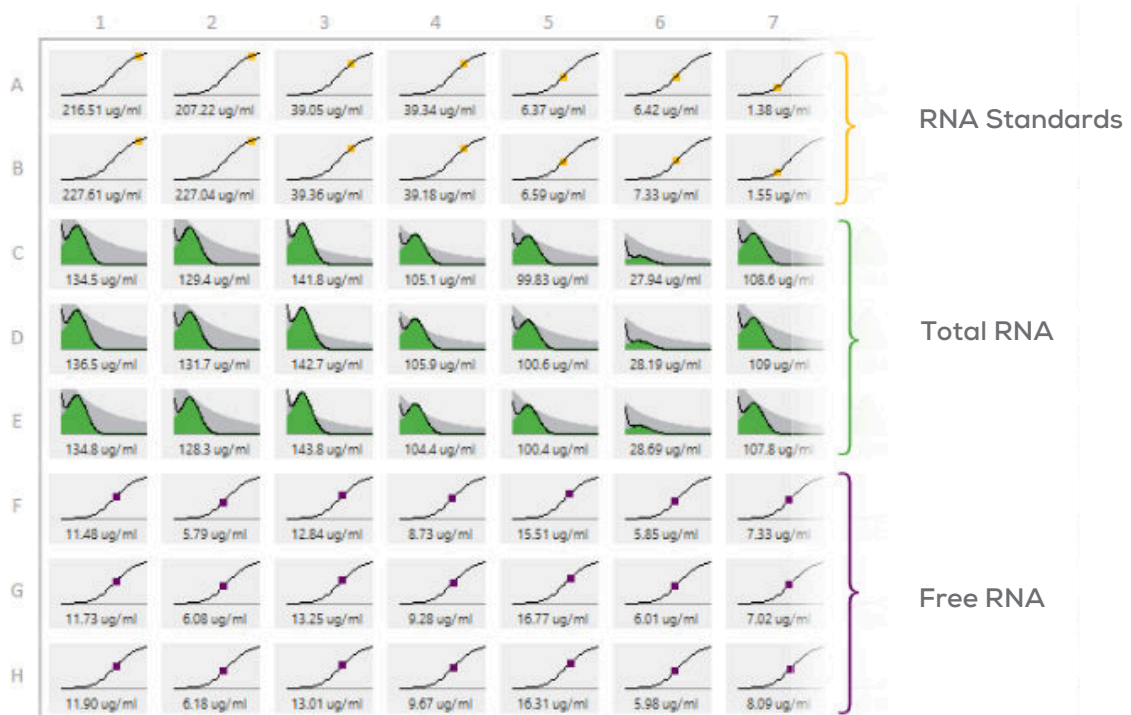 1 2 3 4 5 6 7
A
216.51 ug/ml 207.22 ug/ml 39.05 ug/ml 39.34 ug/ml 6.37 ug/ml 6.42 ug/ml 1.38 ug/ml
RNA Standards
B
227.61 ug/ml 227.04 ug/ml 39.36 ug/ml 39.18 ug/ml 6.59 ug/ml 7.33 ug/ml 1.55 ug/ml
C
134.5 ug/ml 129.4 ug/ml 141.8 ug/ml 105.1 ug/ml 99.83 ug/ml 27.94 ug/ml 108.6 ug/ml
D
Total RNA
136.5 ug/ml 131.7 ug/ml 142.7 ug/ml 105.9 ug/ml 100.6 ug/ml 28.19 ug/ml 109 ug/ml
E
134.8 ug/ml 128.3 ug/ml 143.8 ug/ml 104.4 ug/ml 100.4 ug/ml 28.69 ug/ml 107.8 ug/ml
F
11.48 ug/ml 5.79 ug/ml 12.84 ug/ml 8.73 ug/ml 15.51 ug/ml 5.85 ug/ml 7.33 ug/ml
G
Free RNA
11.73 ug/ml 6.08 ug/ml 13.25 ug/ml 9.28 ug/ml 16.77 ug/ml 6.01 ug/ml 7.02 ug/ml
H
11.90 ug/ml 6.18 ug/ml 13.01 ug/ml 9.67 ug/ml 16.31 ug/ml 5.98 ug/ml 8.09 ug/ml